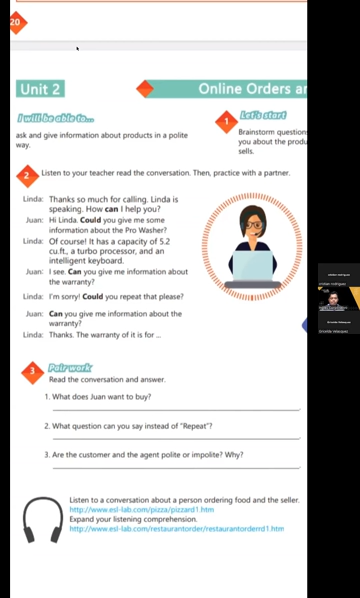 20
Unit 2
Online Orders ar
I will be able to...
ask and give information about products in a polite
way.
1
Let's start
Brainstorm question
you about the produ
sells.
2
Listen to your teacher read the conversation. Then, practice with a partner.
Linda: Thanks so much for calling. Linda is
speaking. How can I help you?
Juan: Hi Linda. Could you give me some
information about the Pro Washer?
Linda: Of course! It has a capacity of 5.2
cu.ft., a turbo processor, and an
intelligent keyboard.
Juan: I see. Can you give me information about
the warranty?
Linda: I'm sorry! Could you repeat that please?
Juan: Can you give me information about the
warranty?
Linda: Thanks. The warranty of it is for ...
3
Pair work
Read the conversation and answer.
1. What does Juan want to buy?
2. What question can you say instead of "Repeat"?
3. Are the customer and the agent polite or impolite? Why?
Listen to a conversation about a person ordering food and the seller.
http://www.esl-lab.com/pizza/pizzard1.htm
Expand your listening comprehension.
http://www.esl-lab.com/restaurantorder/restaurantorderrd1.htm